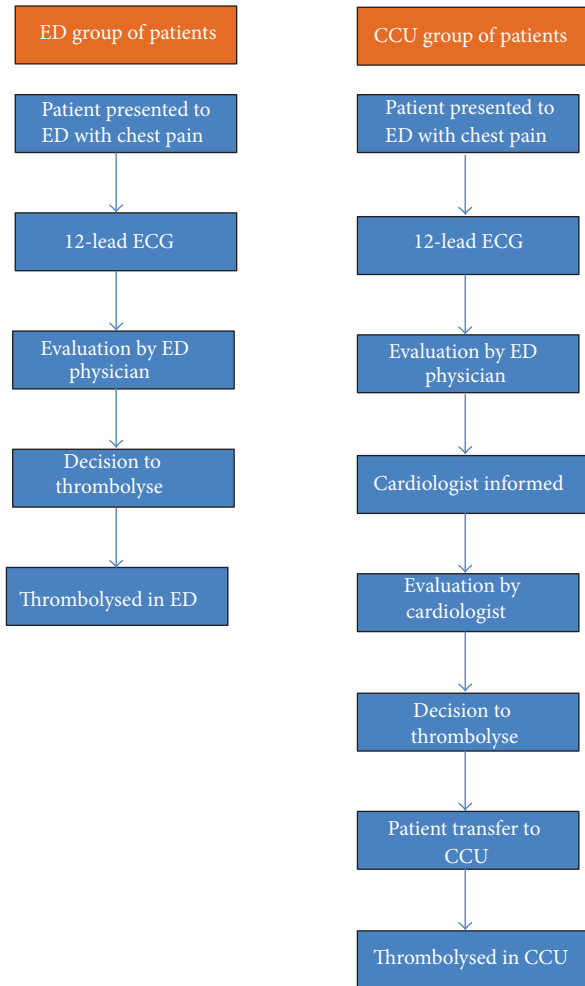 ED group of patients
Patient presented to
ED with chest pain
12-lead ECG
Evaluation by ED
physician
Decision to
thrombolyse
Thrombolysed in ED
CCU group of patients
Patient presented to
ED with chest pain
12-lead ECG
Evaluation by ED
physician
Cardiologist informed
Evaluation by
cardiologist
Decision to
thrombolyse
Patient transfer to
CCU
Thrombolysed in CCU